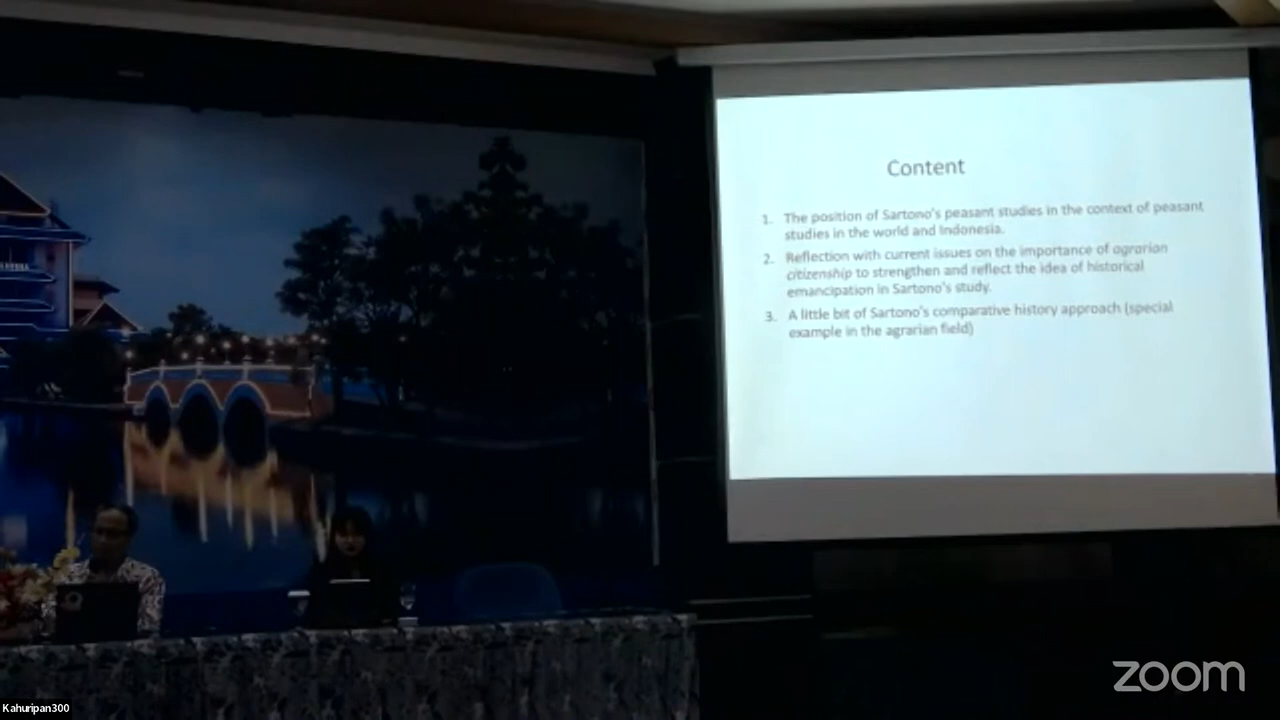 Content
1. The position of Sartono's peasant studies in the context of peasant
studies in the world and Indonesia.
2. Reflection with current issues on the importance of agrarian
citizenship to strengthen and reflect the idea of historical
emancipation in Sartono's study.
3. A little bit of Sartono's comparative history approach (special
example in the agrarian field)
zoom
Kahuripan300